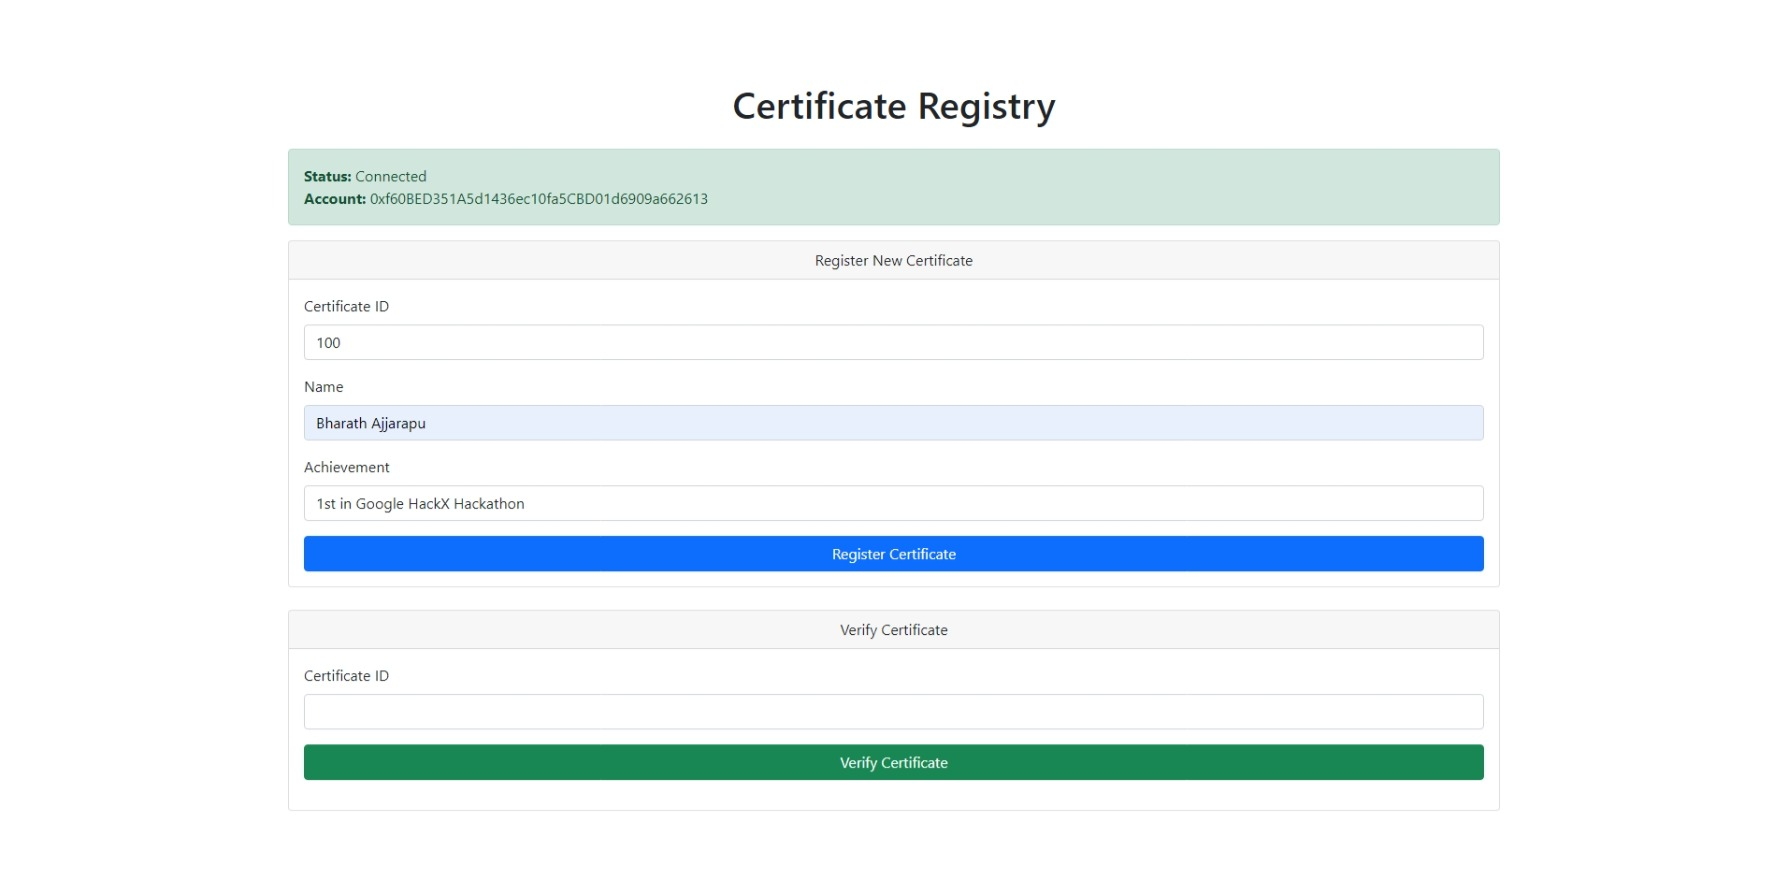 Certificate Registry
Status: Connected
Account: 0xf60BED351A5d1436ec10fa5CBD01d6909a662613
Register New Certificate
Certificate ID
100
Name
Bharath Ajjarapu
Achievement
1st in Google HackX Hackathon
Register Certificate
Verify Certificate
Certificate ID
Verify Certificate